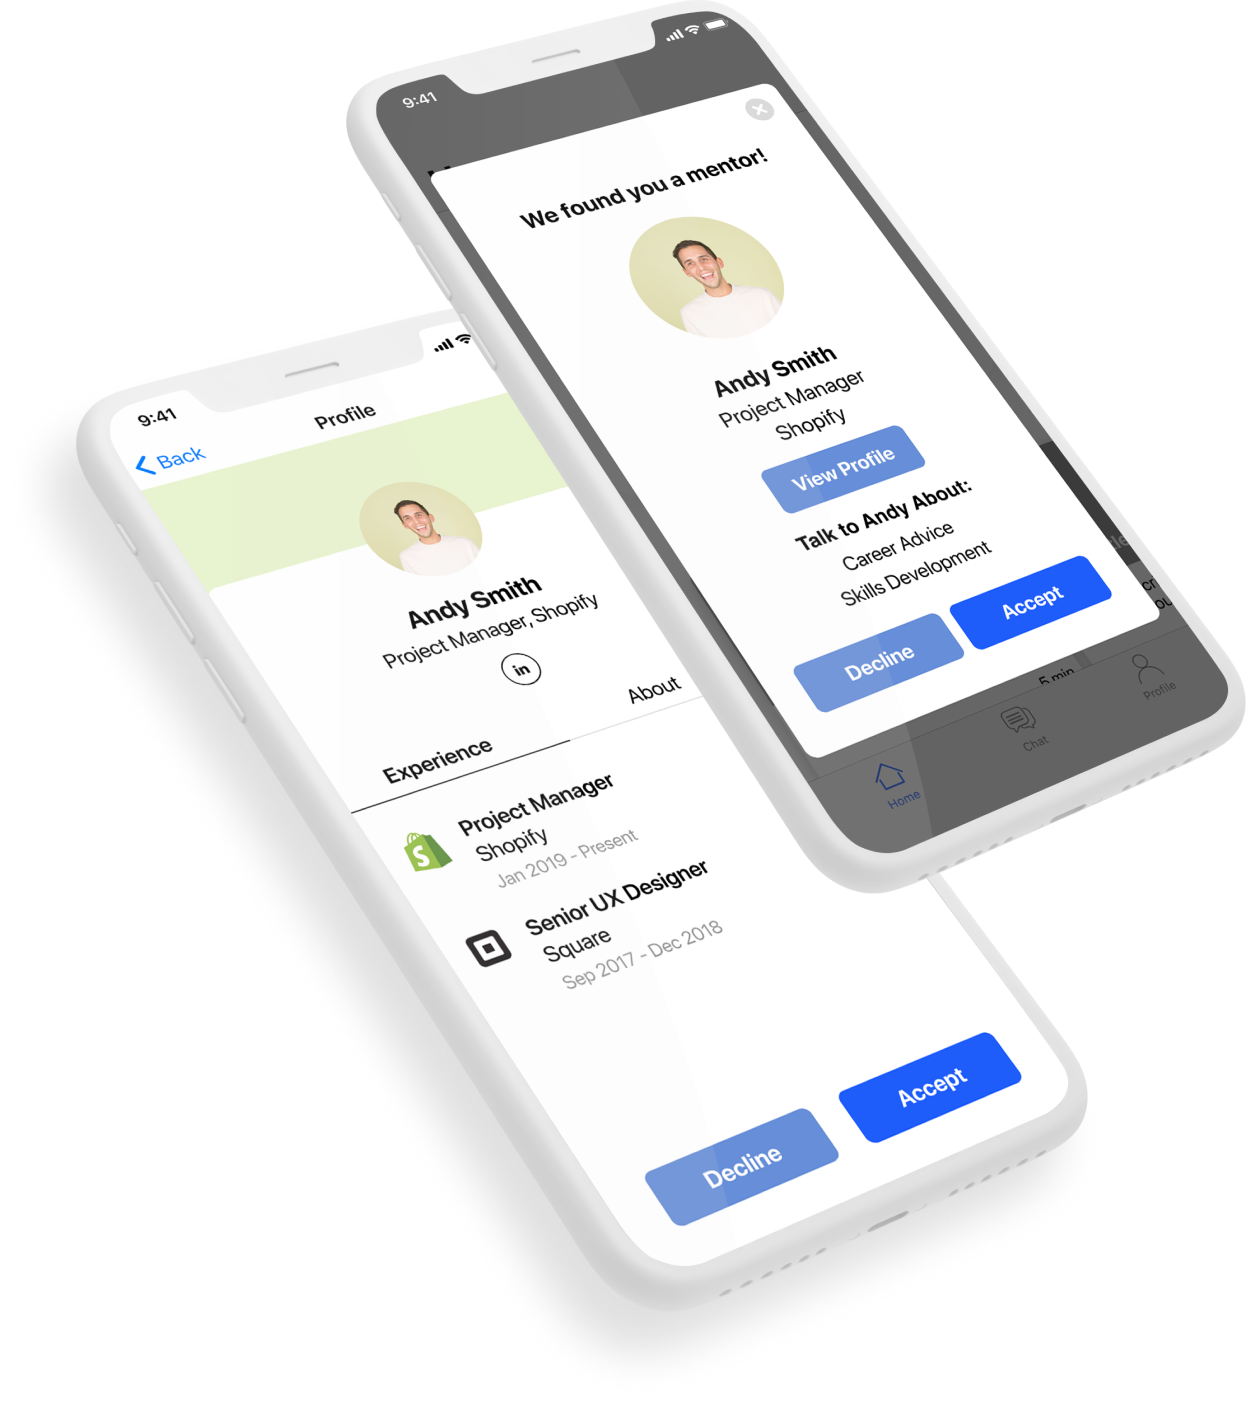 9:41
We found you a mentor!
Andy Smith
Project Manager
Shopify
View Profile
Talk to Andy About:
Career Advice
Skills Development
Decline
Accept
5 min
Home
Chat
Profile
9:41
Back
Profile
Andy Smith
Project Manager, Shopify
in
Experience
About
Project Manager
Shopify
Jan 2019 - Present
Senior UX Designer
Square
Sep 2017 - Dec 2018
Decline
Accept